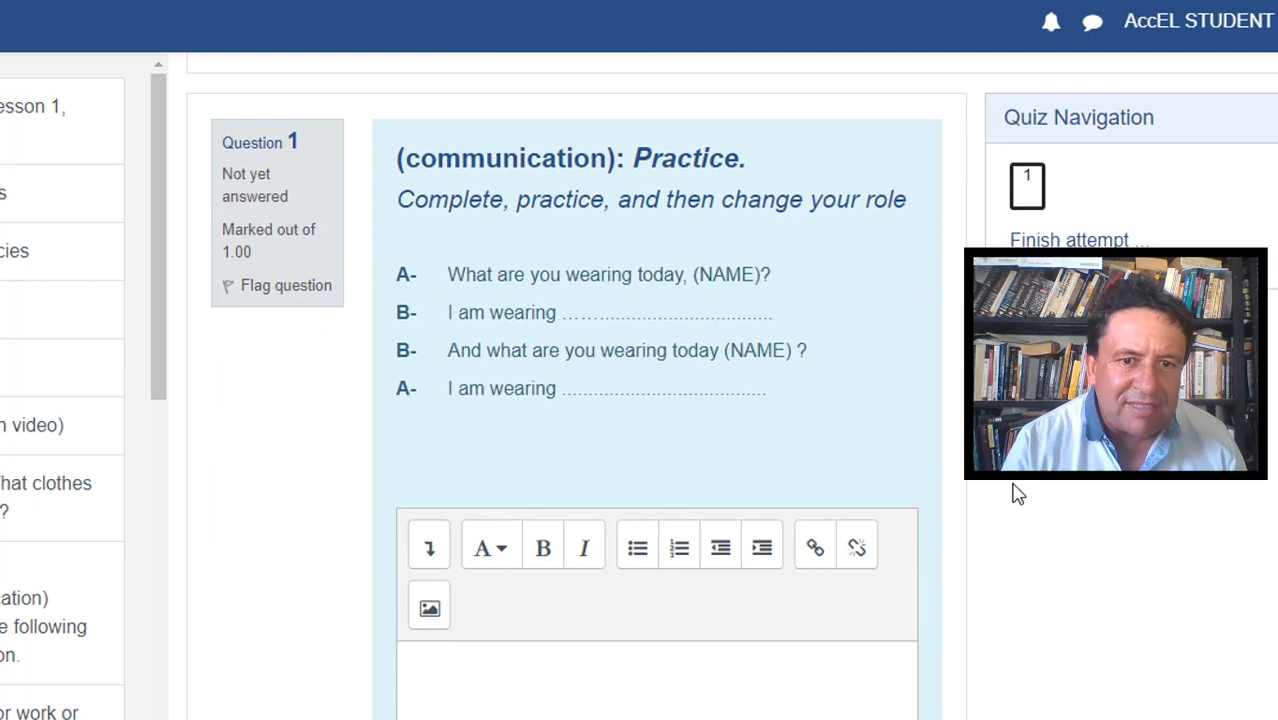 AccEL STUDENT
esson 1,
s
cies
n video)
hat clothes
?
cation)
e following
on.
or work or
Question 1
Not yet
answered
Marked out of
1.00
Flag question
(communication): Practice.
Complete, practice, and then change your role
A- What are you wearing today, (NAME)?
B- I am wearing ……..............................
B- And what are you wearing today (NAME) ?
A- I am wearing ....................................
A B I
Quiz Navigation
1
Finish attempt ...